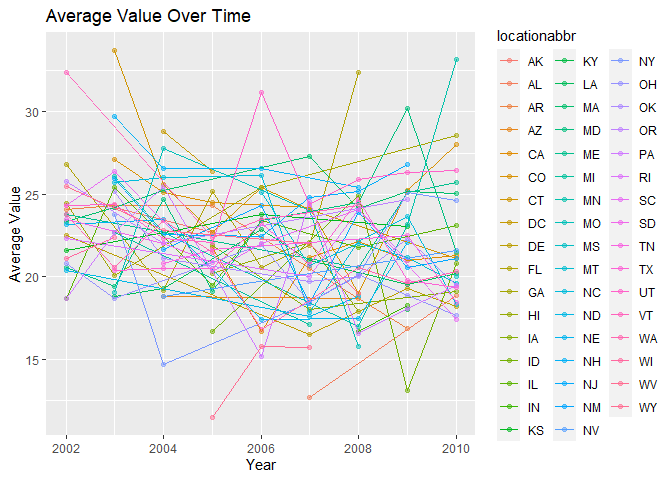 Average Value Over Time
Average Value
30
25
20
15
2002
2004
2006
2008
2010
Year
locationabbr
AK
AL
AR
AZ
CA
CO
CT
DC
DE
FL
GA
HI
IA
ID
IL
IN
KS
KY
LA
MA
MD
ME
MI
MN
MO
MS
MT
NC
ND
NE
NH
NJ
NM
NV
NY
OH
OK
OR
PA
RI
SC
SD
TN
TX
UT
VT
WA
WI
WV
WY